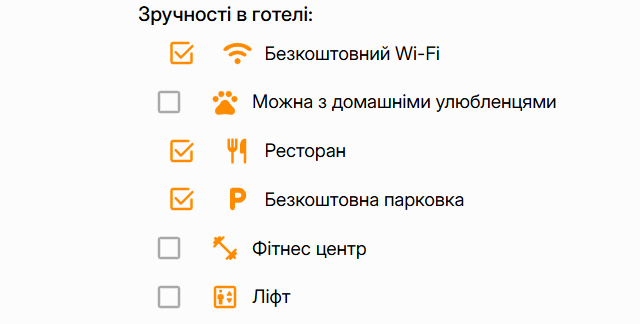 Зручності в готелі:
Безкоштовний Wi-Fi
Можна з домашніми улюбленцями
Ресторан
P Безкоштовна парковка
Фітнес центр
Ліфт